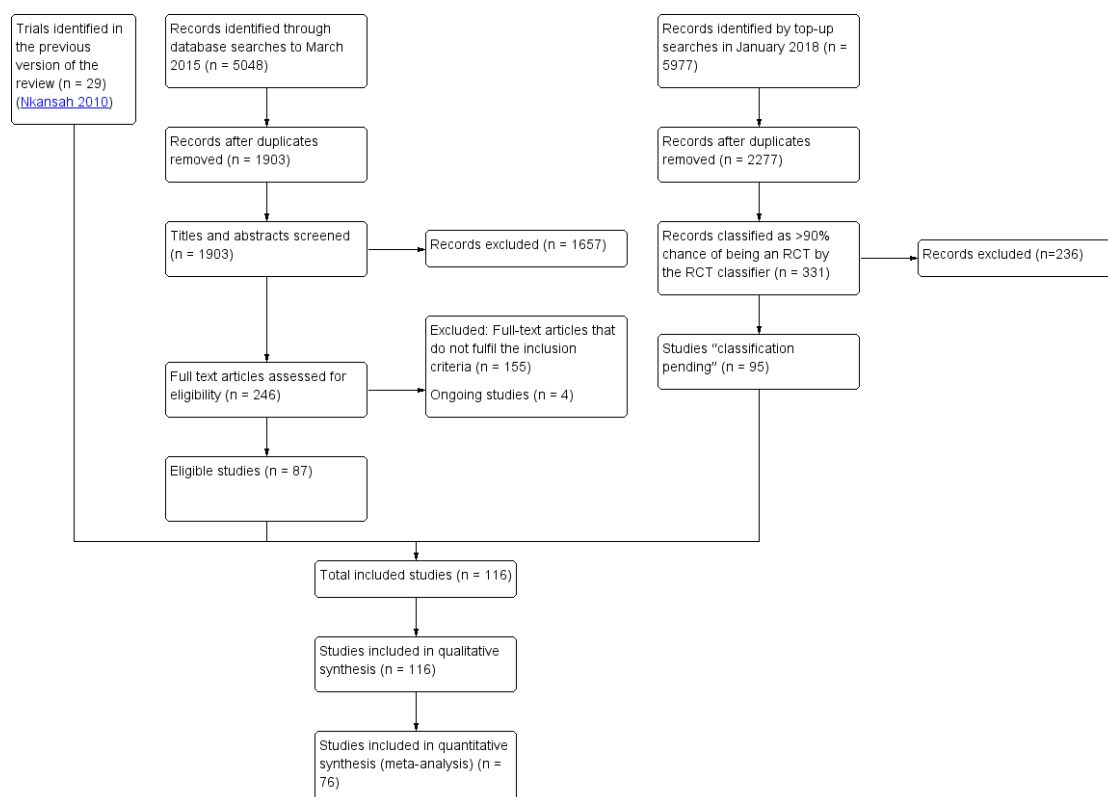 Trials identified in
the previous
version of the
review (n = 29)
(Nkansah 2010)
Records identified through
database searches to March
2015 (n = 5048)
Records identified by top-up
searches in January 2018 (n =
5977)
Records after duplicates
removed (n = 1903)
Records after duplicates
removed (n = 2277)
Titles and abstracts screened
(n = 1903)
Records excluded (n = 1657)
Records classified as >90%
chance of being an RCT by
the RCT classifier (n = 331)
Records excluded (n=236)
Full text articles assessed for
eligibility (n = 246)
Excluded: Full-text articles that
do not fulfil the inclusion
criteria (n = 155)
Ongoing studies (n = 4)
Studies “classification
pending” (n = 95)
Eligible studies (n = 87)
Total included studies (n = 116)
Studies included in qualitative
synthesis (n = 116)
Studies included in quantitative
synthesis (meta-analysis) (n =
76)